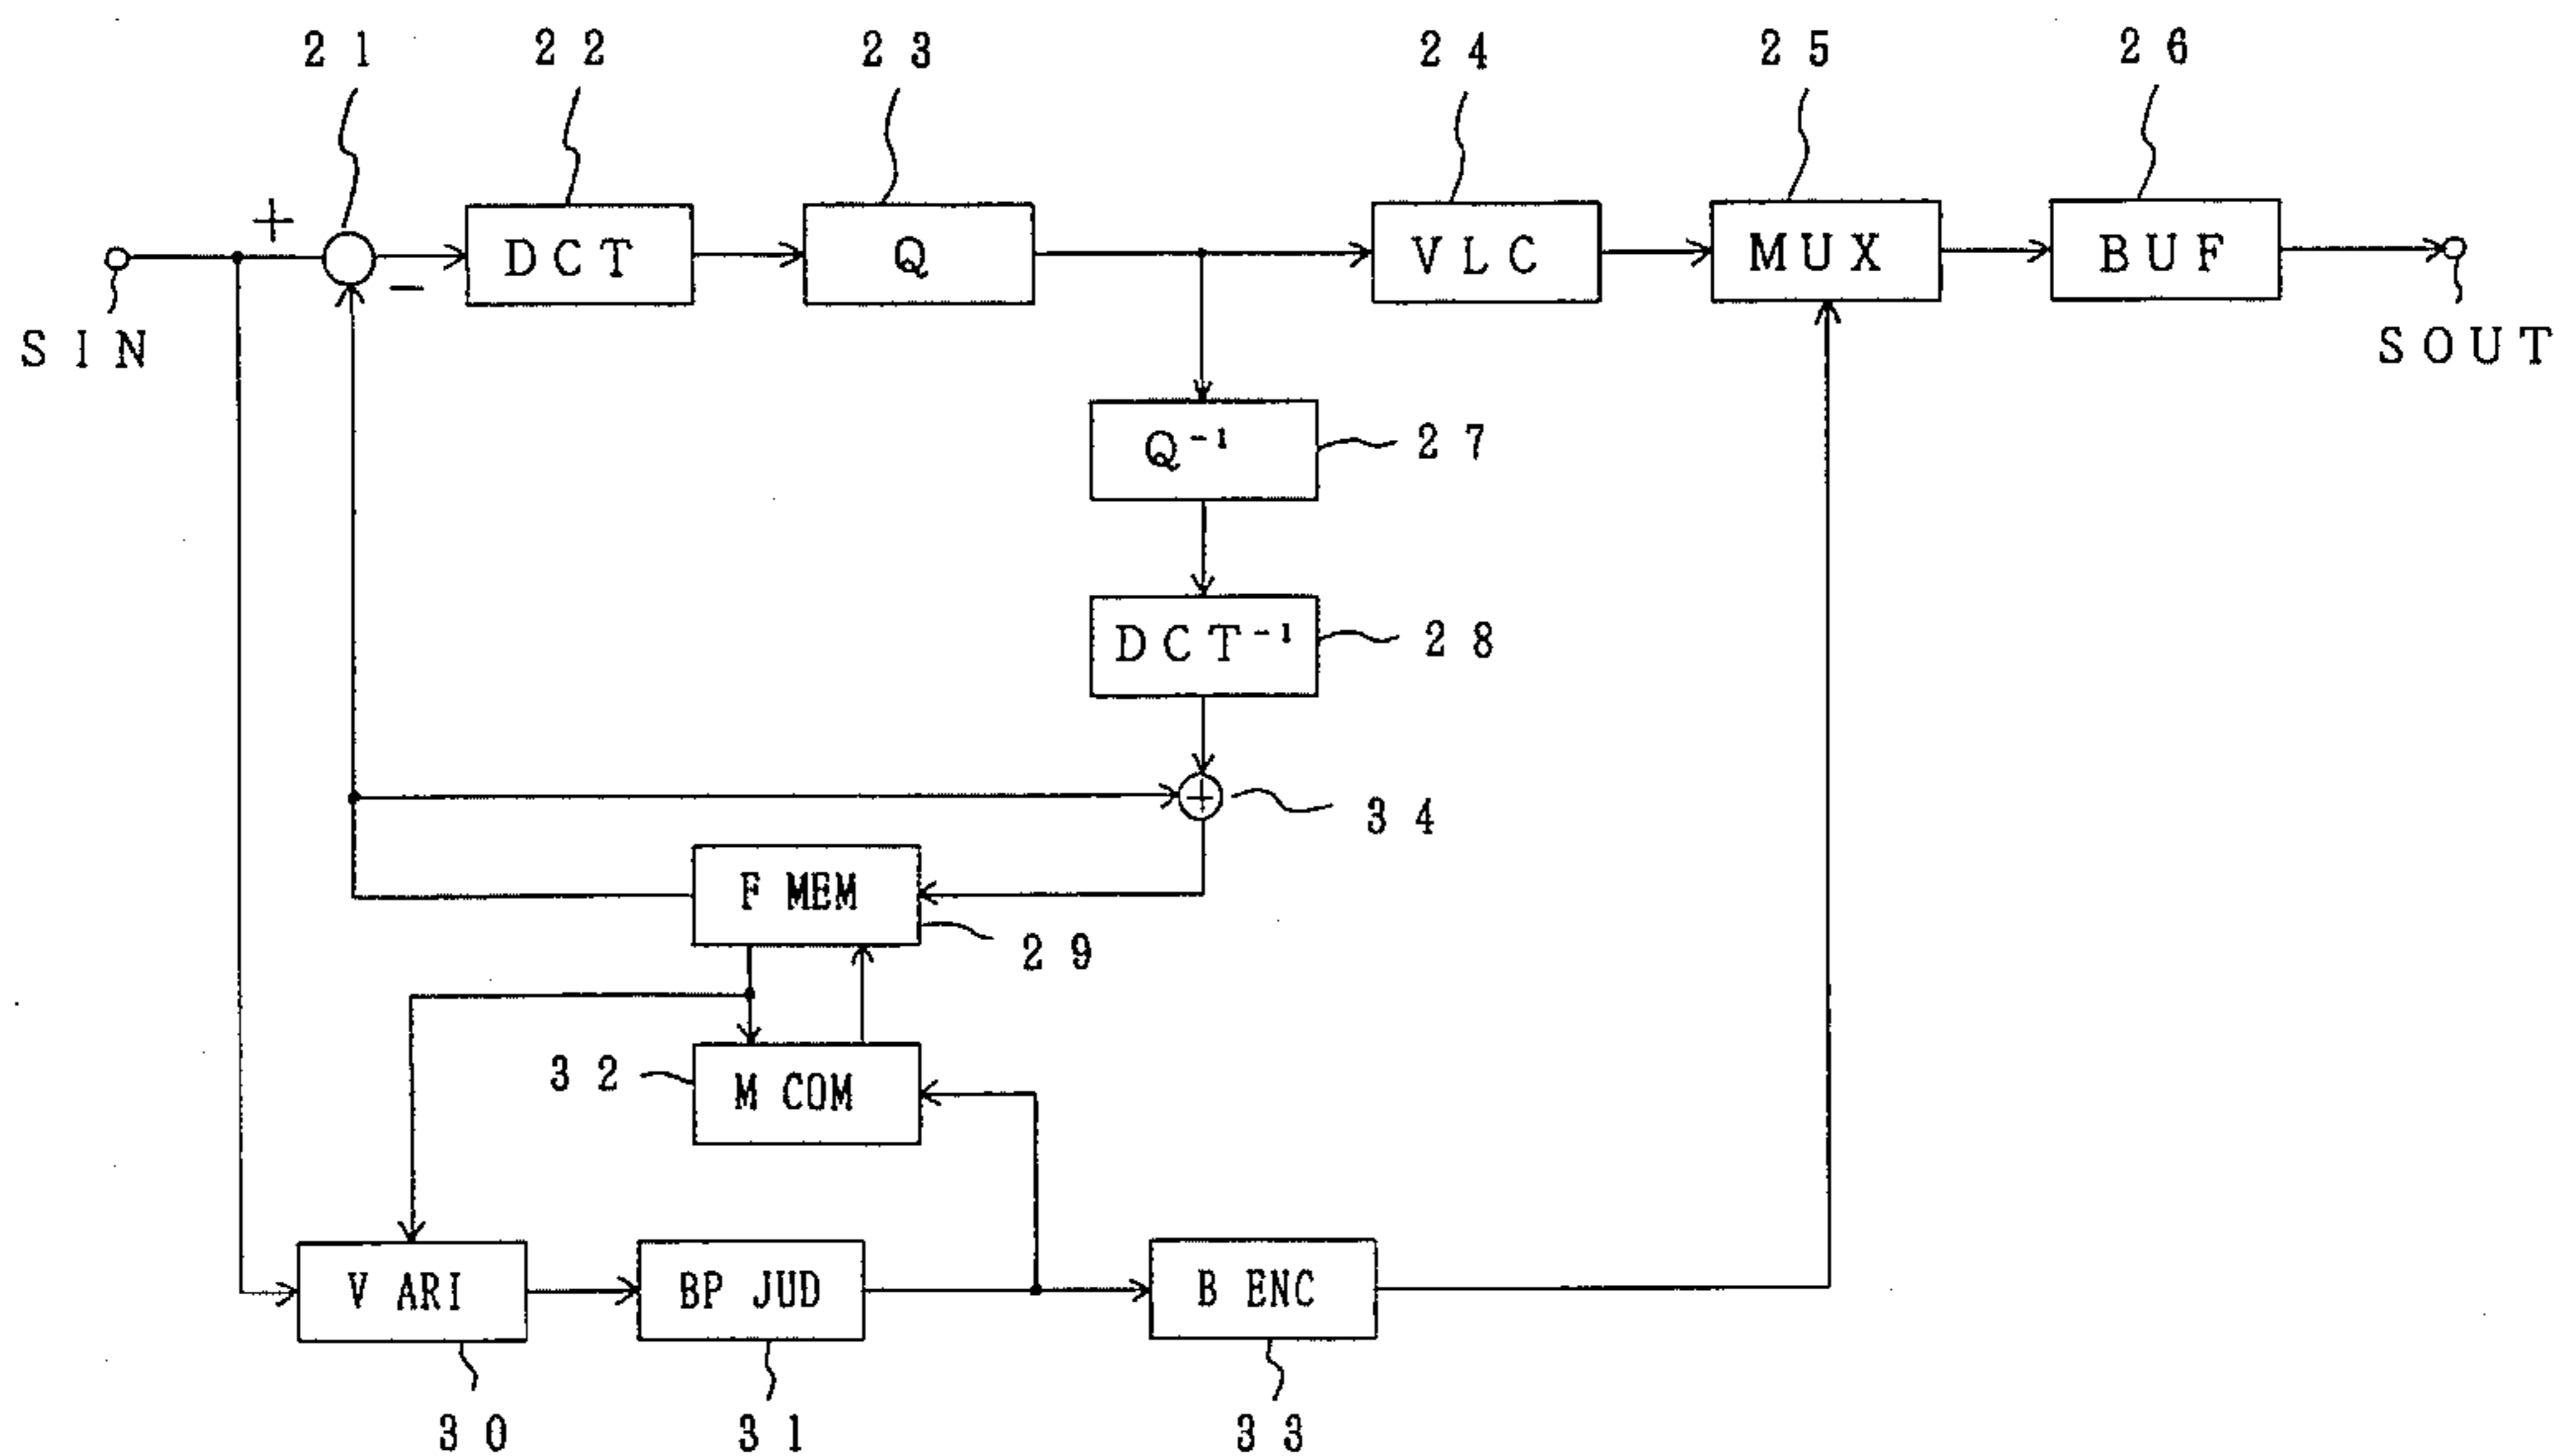 21 22 23 24 25 26
+
DCT Q VLC MUX BUF
−
SIN SOUT
Q⁻¹ 27
DCT⁻¹ 28
+ 34
F MEM
29
32 M COM
V ARI BP JUD B ENC
30 31 33